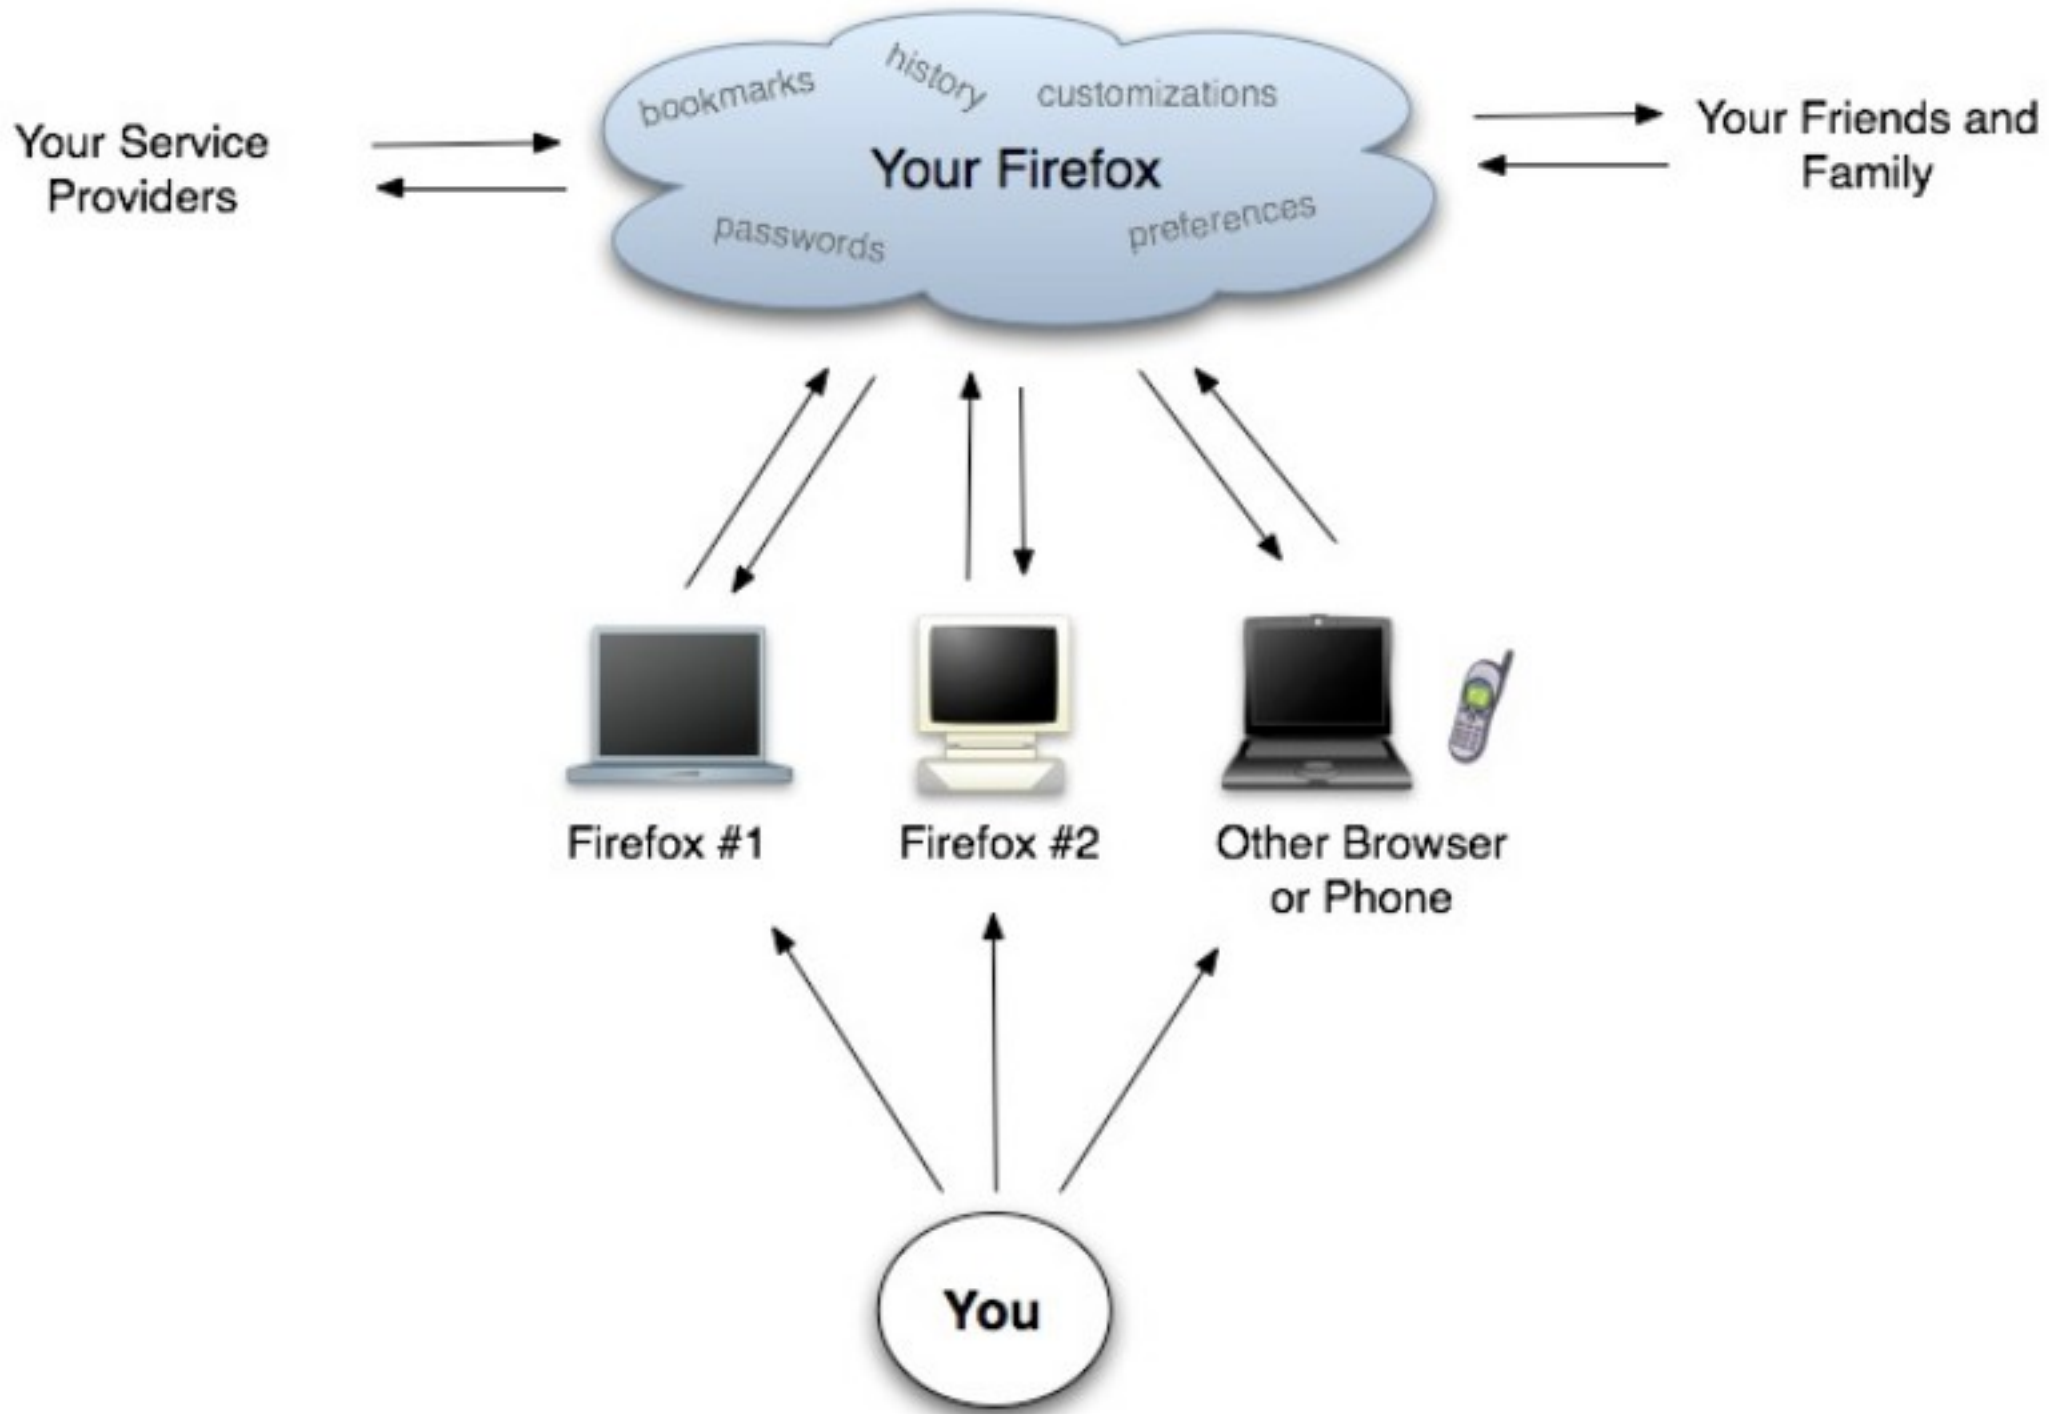 bookmarks
history
customizations
Your Service
Providers
Your Firefox
Your Friends and
Family
passwords
preferences
Firefox #1
Firefox #2
Other Browser
or Phone
You